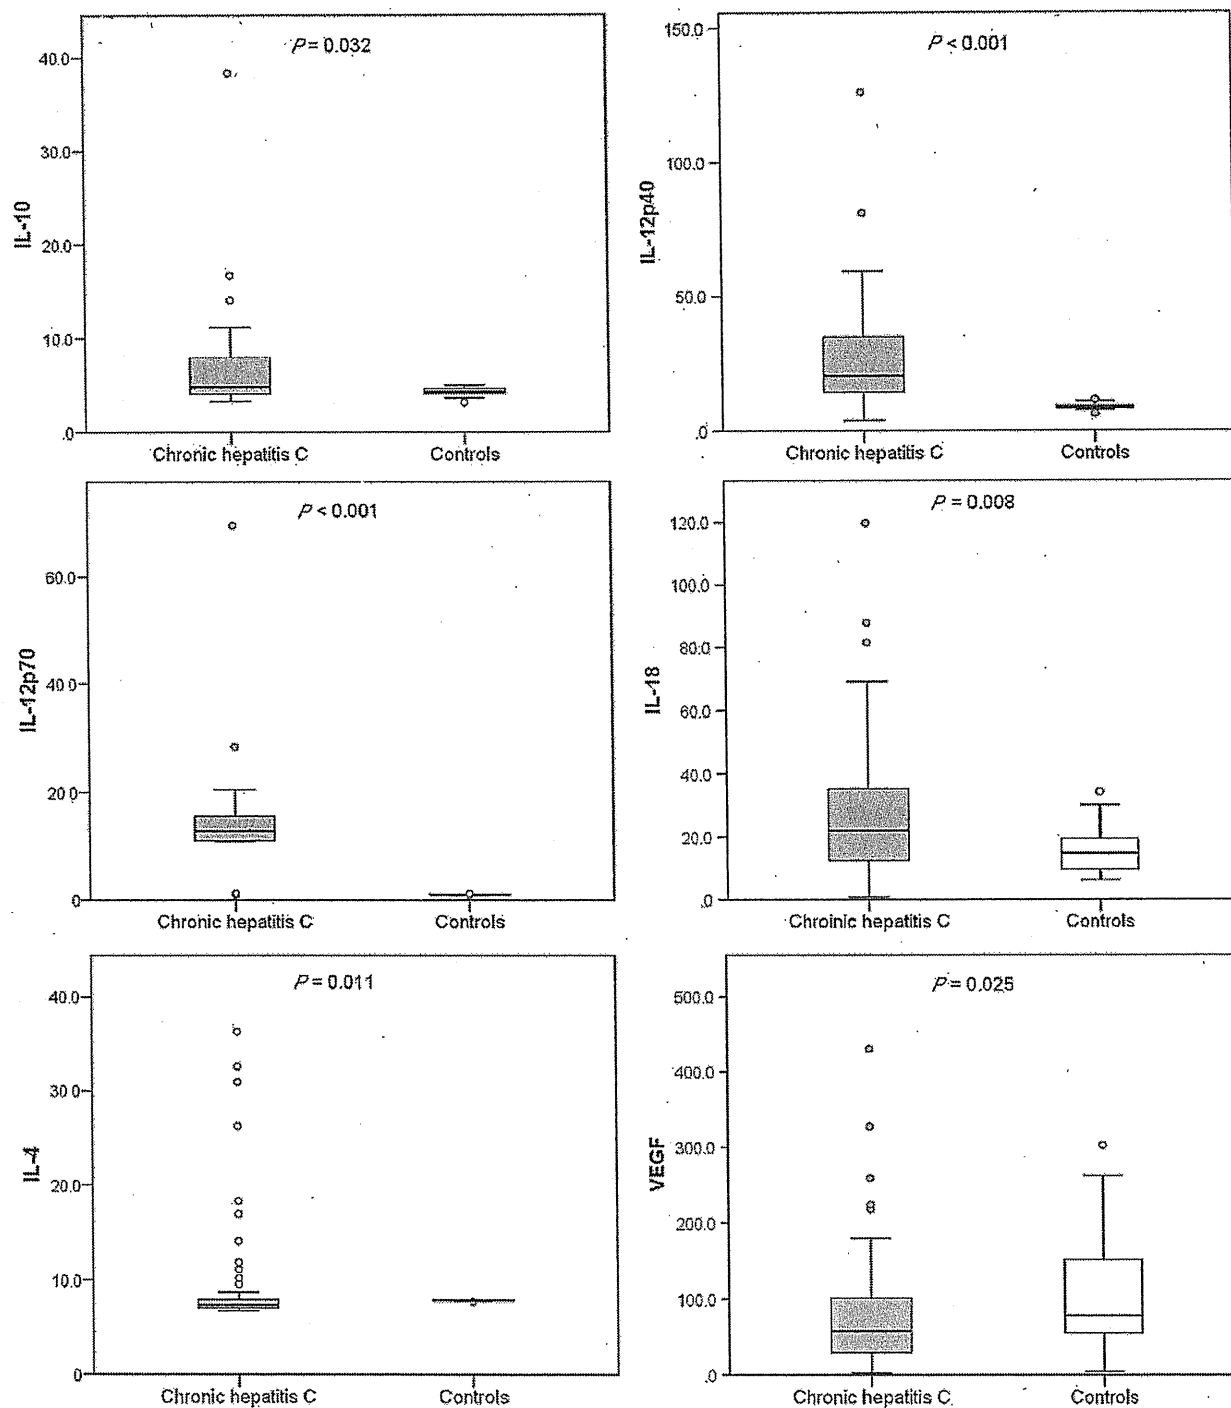 P = 0.032
40.0
30.0
20.0
10.0
.0
IL-10
Chronic hepatitis C
Controls
P < 0.001
150.0
100.0
50.0
.0
IL-12p40
Chronic hepatitis C
Controls
P < 0.001
60.0
40 0
20 0
0
IL-12p70
Chronic hepatitis C
Controls
P = 0.008
120.0
100.0
80.0
60.0
40.0
20.0
.0
IL-18
Chroinic hepatitis C
Controls
P = 0.011
40.0
30 0
20.0
10.0
0
IL-4
Chronic hepatitis C
Controls
P = 0.025
500.0
400.0
300.0
200.0
100.0
.0
VEGF
Chronic hepatitis C
Controls